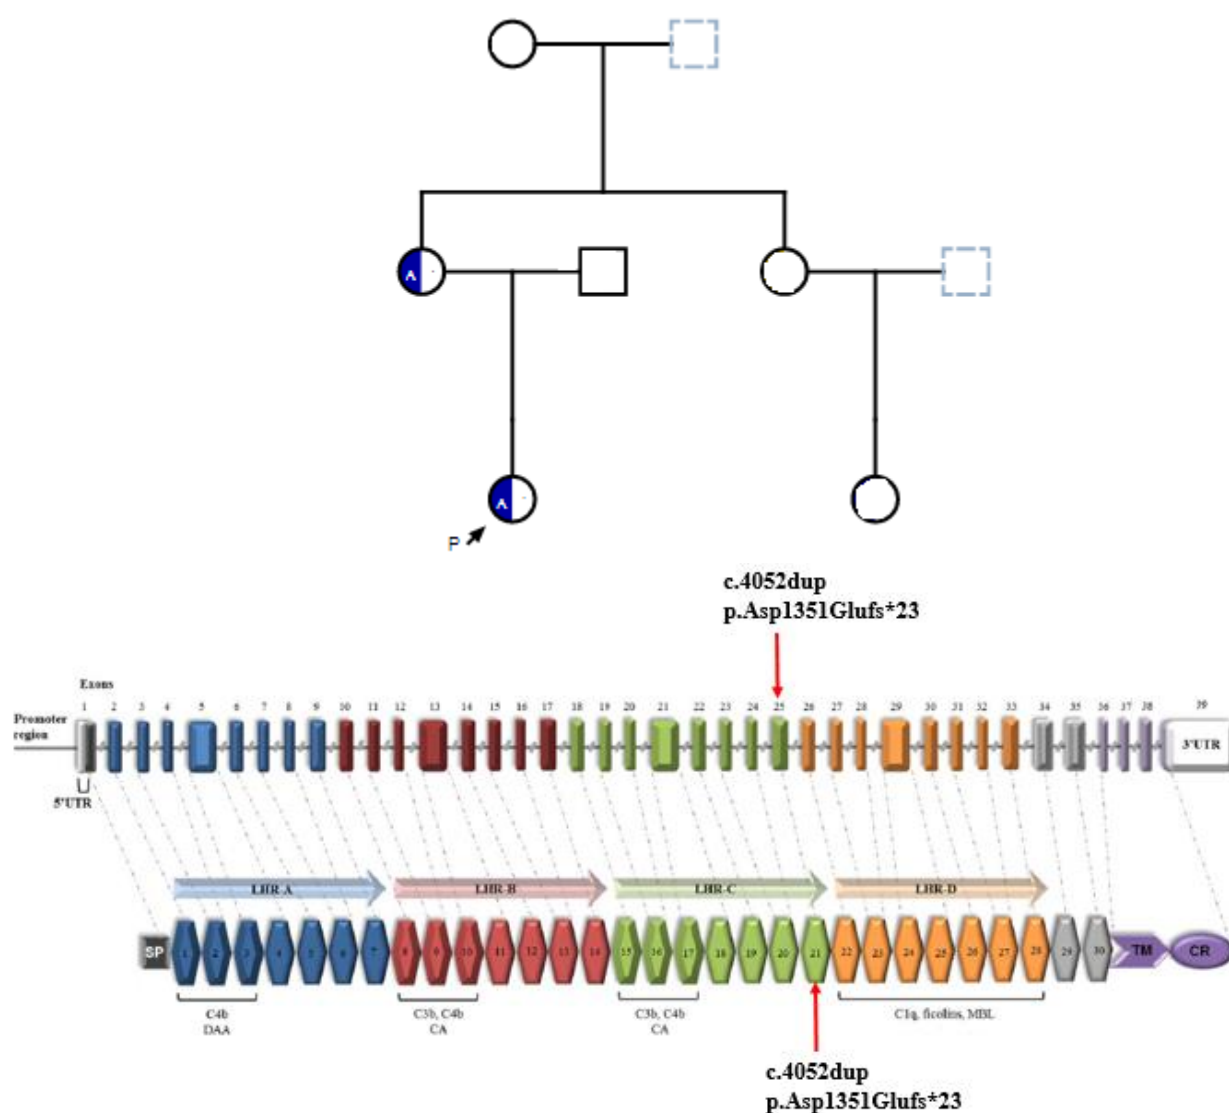 A
A
P
c.4052dup
p.Asp1351Glufs*23
Exons
1 2 3 4 5 6 7 8 9 10 11 12 13 14 15 16 17 18 19 20 21 22 23 24 25 26 27 28 29 30 31 32 33 34 35 36 37 38 39
Promoter
region
3'UTR
5'UTR
LHR-A LHR-B LHR-C LHR-D
SP 1 2 3 4 5 6 7 8 9 10 11 12 13 14 15 16 17 18 19 20 21 22 23 24 25 26 27 28 29 30 TM CR
C4b C3b, C4b C3b, C4b C1q, ficolins, MBL
DAA CA CA
c.4052dup
p.Asp1351Glufs*23